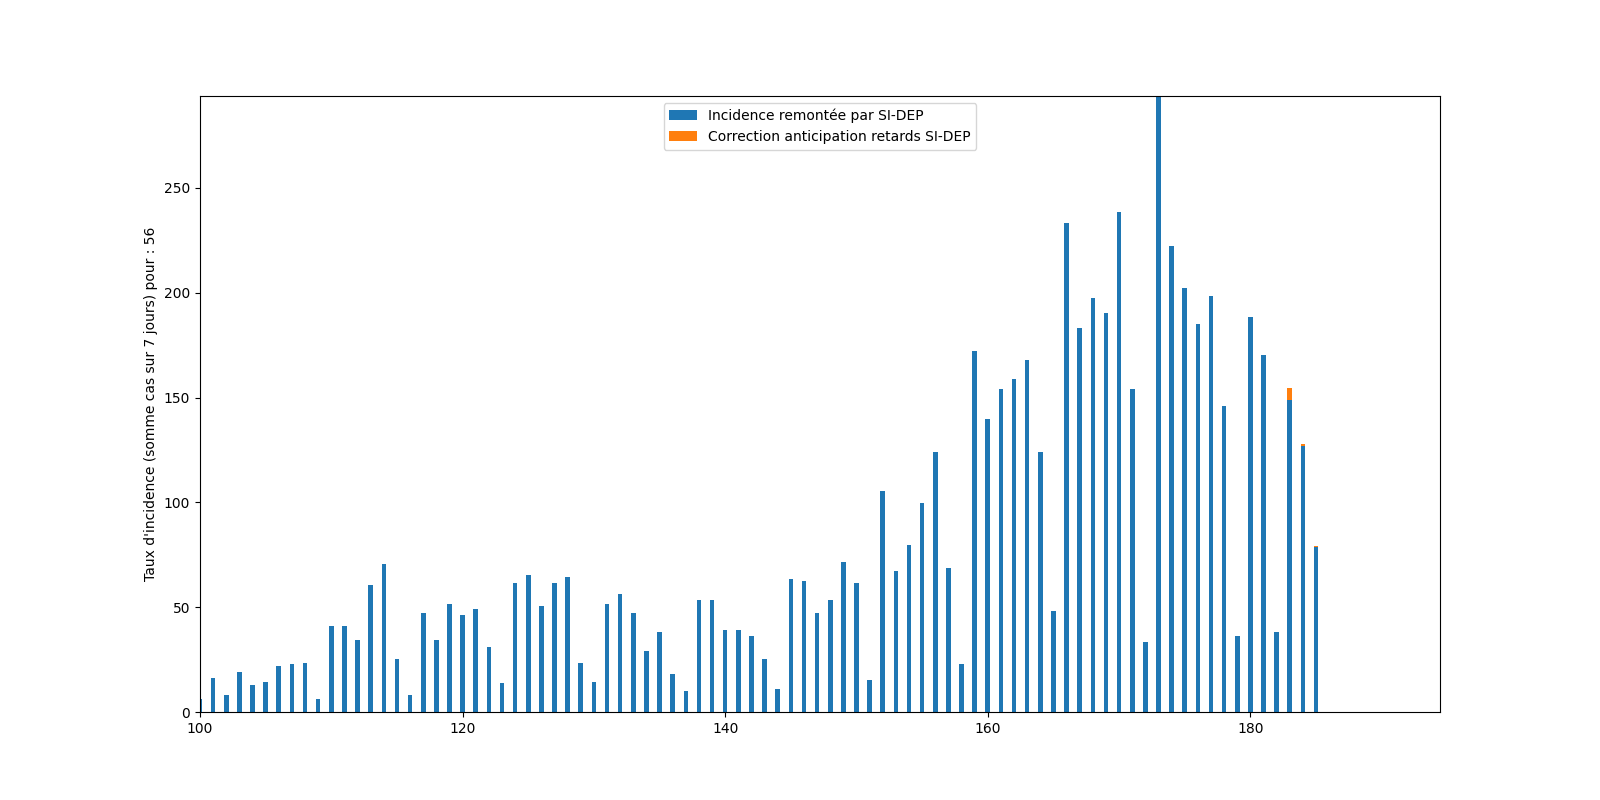 Incidence remontée par SI-DEP
Correction anticipation retards SI-DEP
Taux d'incidence (somme cas sur 7 jours) pour : 56
250
200
150
100
50
0
100 120 140 160 180